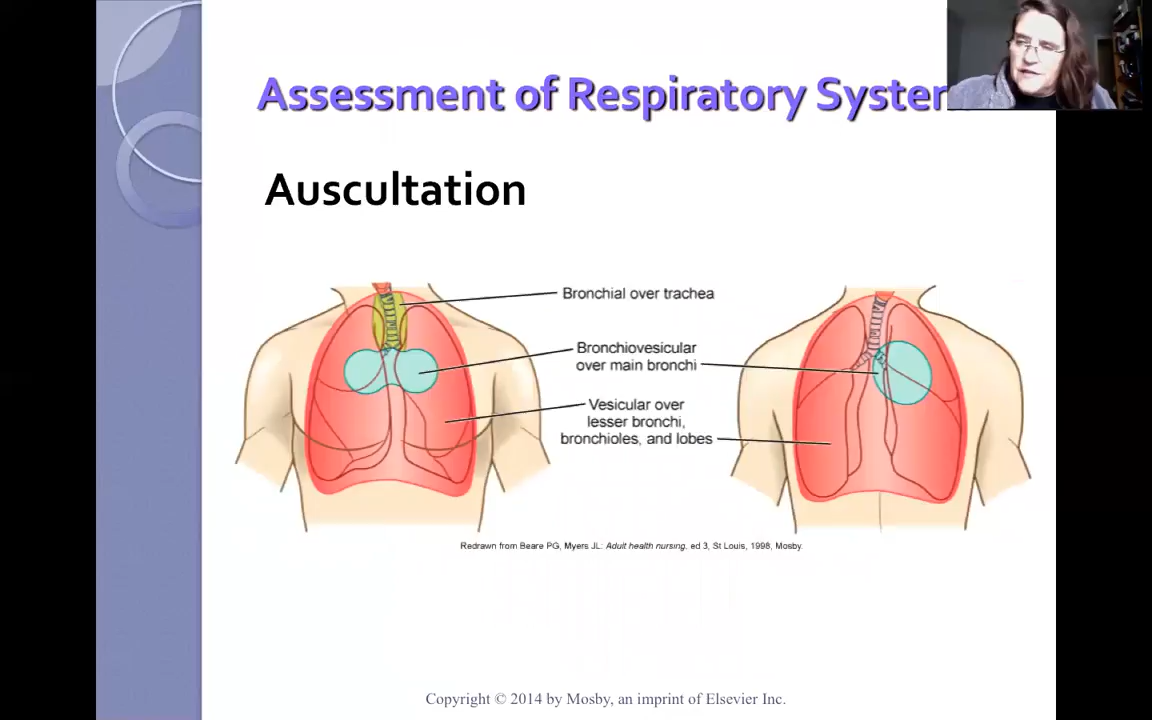 Assessment of Respiratory System
Auscultation
Bronchial over trachea
Bronchiovesicular
over main bronchi
Vesicular over
lesser bronchi,
bronchioles, and lobes
Redrawn from Beare PG, Myers JL: Adult health nursing, ed 3, St Louis, 1998, Mosby.
Copyright © 2014 by Mosby, an imprint of Elsevier Inc.